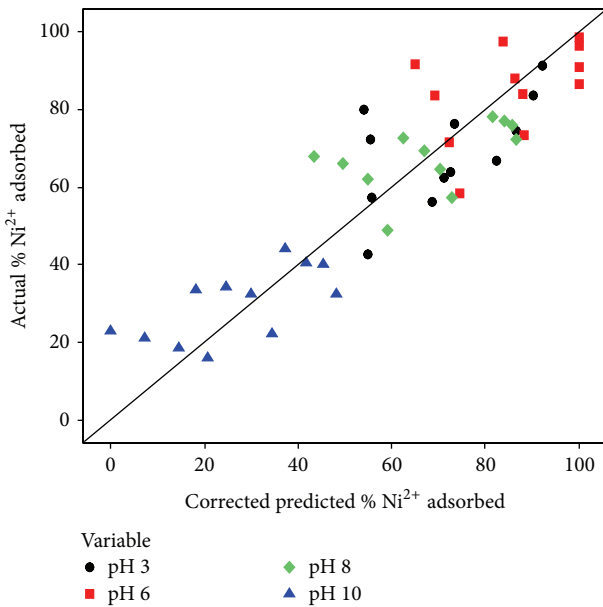 Actual % Ni²⁺ adsorbed
100
80
60
40
20
0
0 20 40 60 80 100
Corrected predicted % Ni²⁺ adsorbed
Variable
pH 3 pH 8
pH 6 pH 10